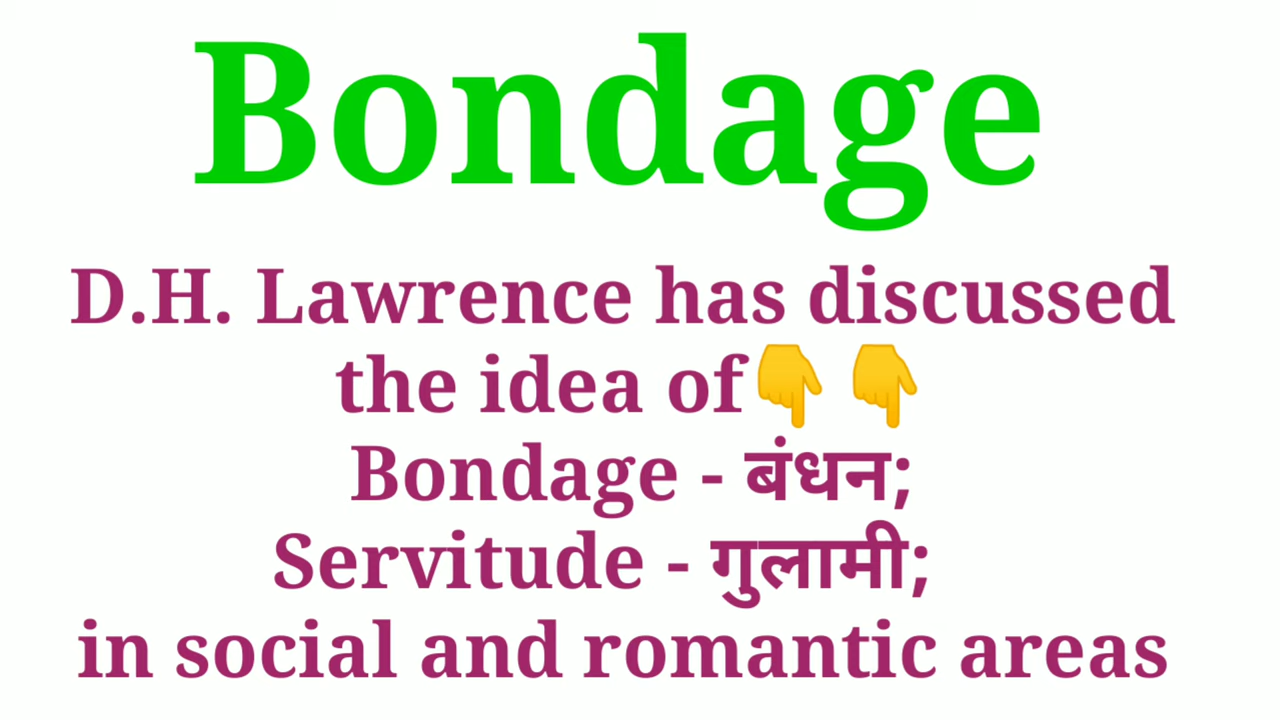 Bondage
D.H. Lawrence has discussed
the idea of👇👇
Bondage - बंधन;
Servitude - गुलामी;
in social and romantic areas